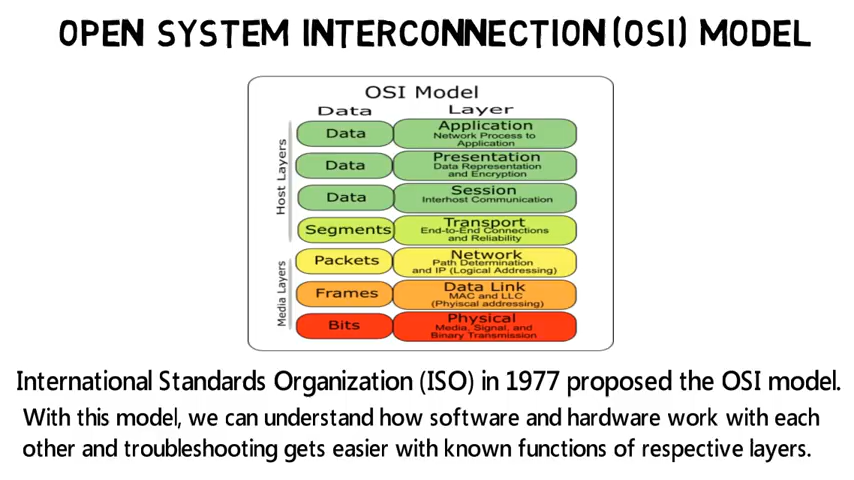 OPEN SYSTEM INTERCONNECTION(OSI) MODEL
OSI Model
Data Layer
Host Layers
Data Application
Network Process to
Application
Data Presentation
Data Representation
and Encryption
Data Session
Interhost Communication
Segments Transport
End-to-End Connections
and Reliability
Media Layers
Packets Network
Path Determination
and IP (Logical Addressing)
Frames Data Link
MAC and LLC
(Phyiscal addressing)
Bits Physical
Media, Signal, and
Binary Transmission
International Standards Organization (ISO) in 1977 proposed the OSI model.
With this model, we can understand how software and hardware work with each
other and troubleshooting gets easier with known functions of respective layers.